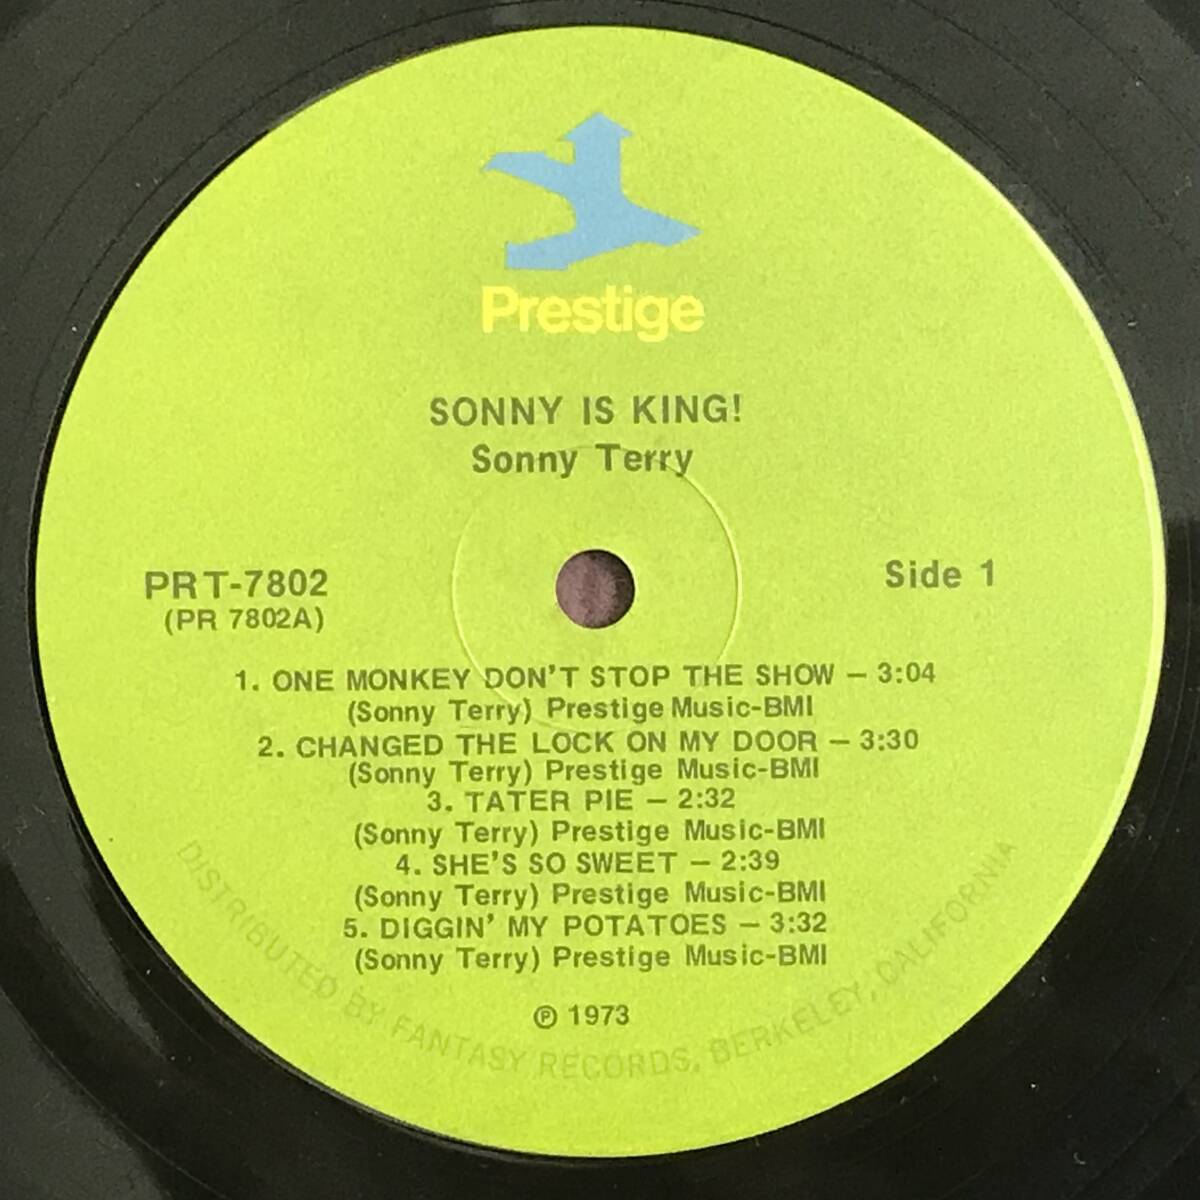 Prestige
SONNY IS KING!
Sonny Terry
PRT-7802
(PR 7802A)
Side 1
1. ONE MONKEY DON'T STOP THE SHOW — 3:04
(Sonny Terry) Prestige Music-BMI
2. CHANGED THE LOCK ON MY DOOR — 3:30
(Sonny Terry) Prestige Music-BMI
3. TATER PIE — 2:32
(Sonny Terry) Prestige Music-BMI
4. SHE'S SO SWEET — 2:39
(Sonny Terry) Prestige Music-BMI
5. DIGGIN' MY POTATOES — 3:32
(Sonny Terry) Prestige Music-BMI
℗ 1973
DISTRIBUTED BY FANTASY RECORDS, BERKELEY, CALIFORNIA